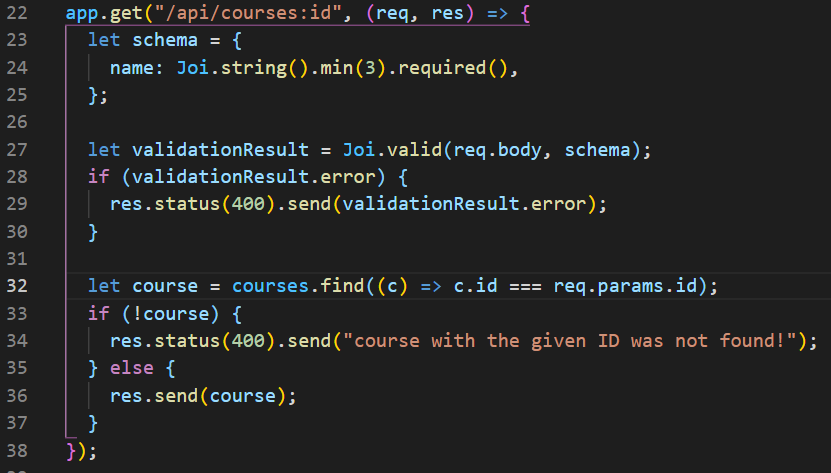 22 app.get("/api/courses:id", (req, res) => {
23 let schema = {
24 name: Joi.string().min(3).required(),
25 };
26
27 let validationResult = Joi.valid(req.body, schema);
28 if (validationResult.error) {
29 res.status(400).send(validationResult.error);
30 }
31
32 let course = courses.find((c) => c.id === req.params.id);
33 if (!course) {
34 res.status(400).send("course with the given ID was not found!");
35 } else {
36 res.send(course);
37 }
38 });